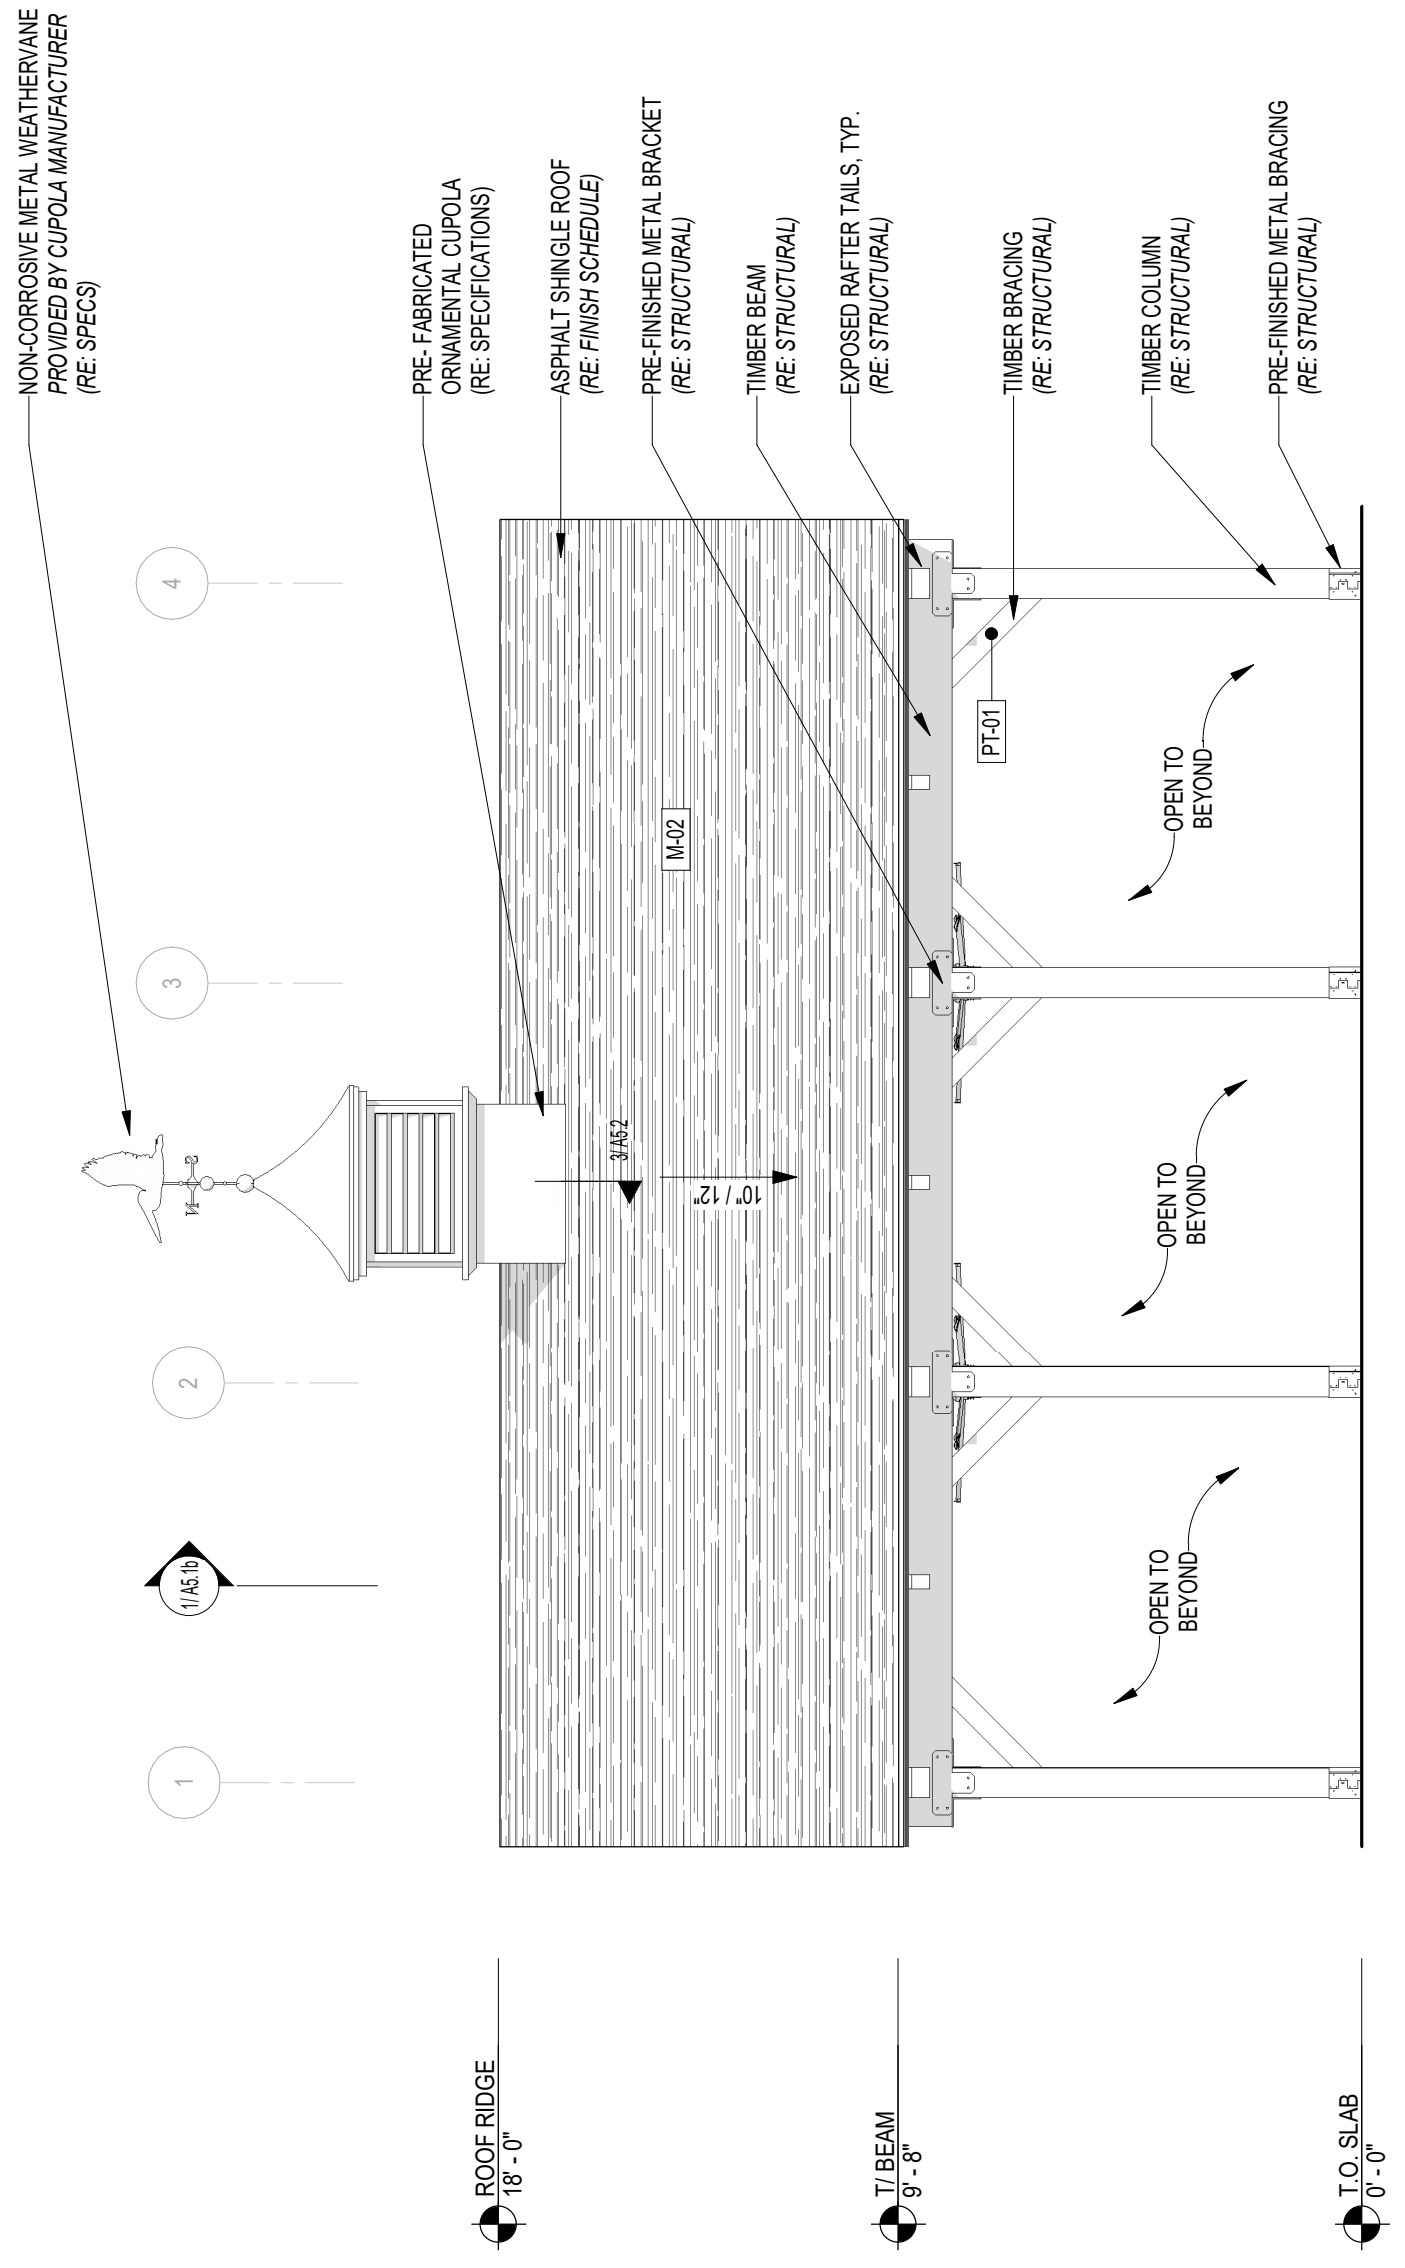 NON-CORROSIVE METAL WEATHERVANE
PROVIDED BY CUPOLA MANUFACTURER
(RE: SPECS)
PRE- FABRICATED
ORNAMENTAL CUPOLA
(RE: SPECIFICATIONS)
ASPHALT SHINGLE ROOF
(RE: FINISH SCHEDULE)
PRE-FINISHED METAL BRACKET
(RE: STRUCTURAL)
TIMBER BEAM
(RE: STRUCTURAL)
EXPOSED RAFTER TAILS, TYP.
(RE: STRUCTURAL)
TIMBER BRACING
(RE: STRUCTURAL)
TIMBER COLUMN
(RE: STRUCTURAL)
PRE-FINISHED METAL BRACING
(RE: STRUCTURAL)
1
1/ A5.1b
2
3
4
N
S
3/ A5.2
10" / 12"
M-02
PT-01
OPEN TO
BEYOND
OPEN TO
BEYOND
OPEN TO
BEYOND
ROOF RIDGE
18' - 0"
T/ BEAM
9' - 8"
T.O. SLAB
0' - 0"